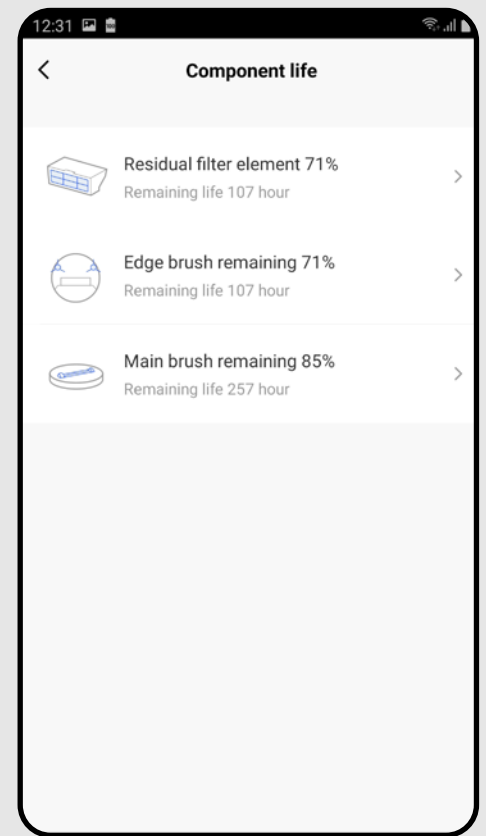 12:31
Component life
Residual filter element 71%
Remaining life 107 hour
Edge brush remaining 71%
Remaining life 107 hour
Main brush remaining 85%
Remaining life 257 hour